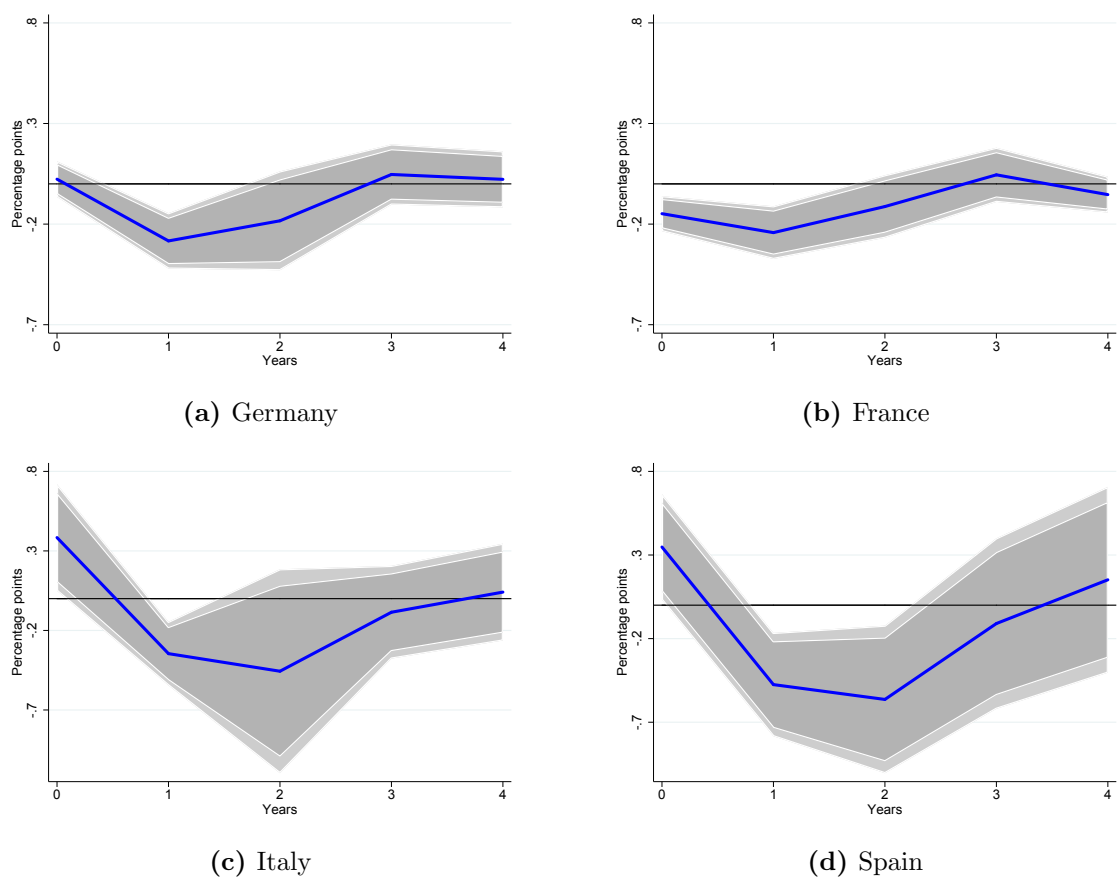 .8
.3
-.2
-.7
Percentage points
0 1 2 3 4
Years
(a) Germany
.8
.3
-.2
-.7
Percentage points
0 1 2 3 4
Years
(b) France
.8
.3
-.2
-.7
Percentage points
0 1 2 3 4
Years
(c) Italy
.8
.3
-.2
-.7
Percentage points
0 1 2 3 4
Years
(d) Spain